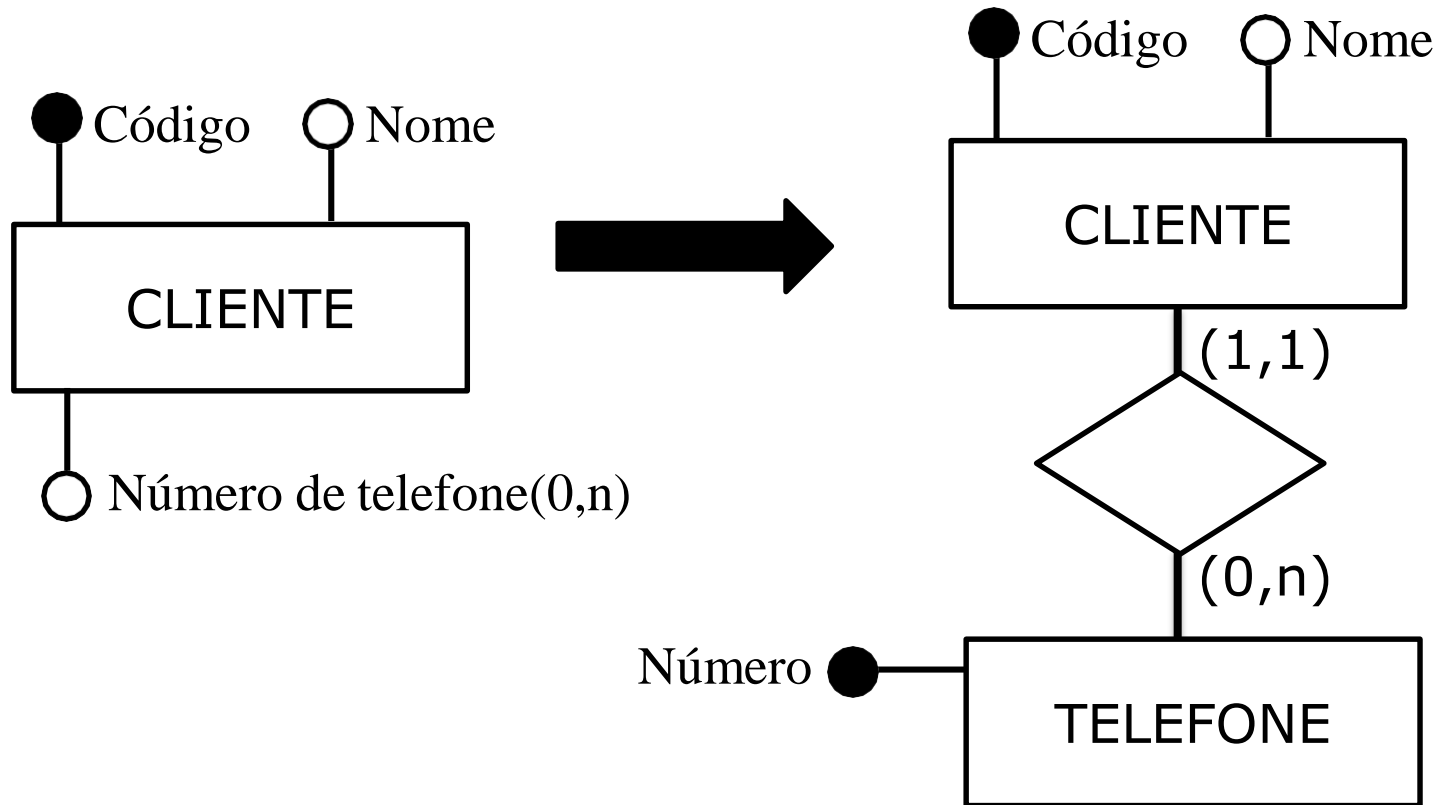 Código
Nome
CLIENTE
Número de telefone(0,n)
Código
Nome
CLIENTE
(1,1)
(0,n)
Número
TELEFONE